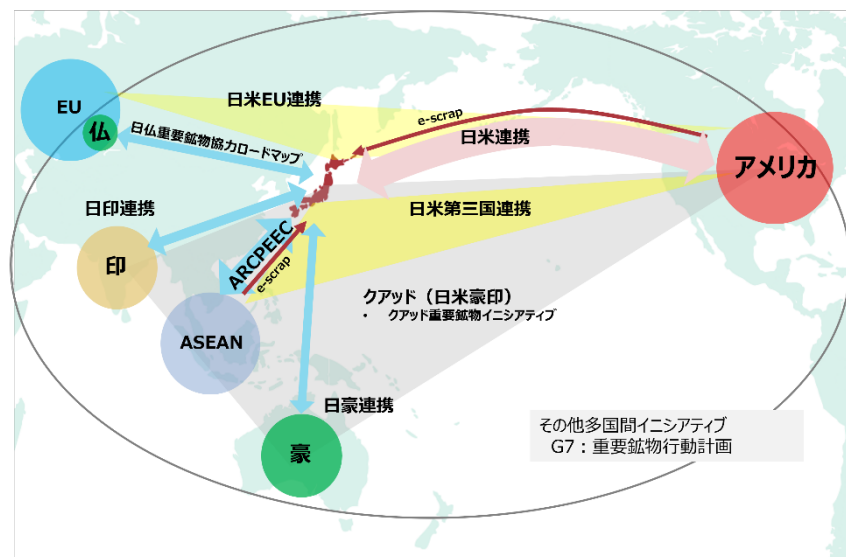 EU
仏
日米EU連携
e-scrap
日米連携
アメリカ
日仏重要鉱物協力ロードマップ
日印連携
日米第三国連携
印
ARCPEEC
e-scrap
クアッド（日米豪印）
・ クアッド重要鉱物イニシアティブ
ASEAN
日豪連携
豪
その他多国間イニシアティブ
G7：重要鉱物行動計画